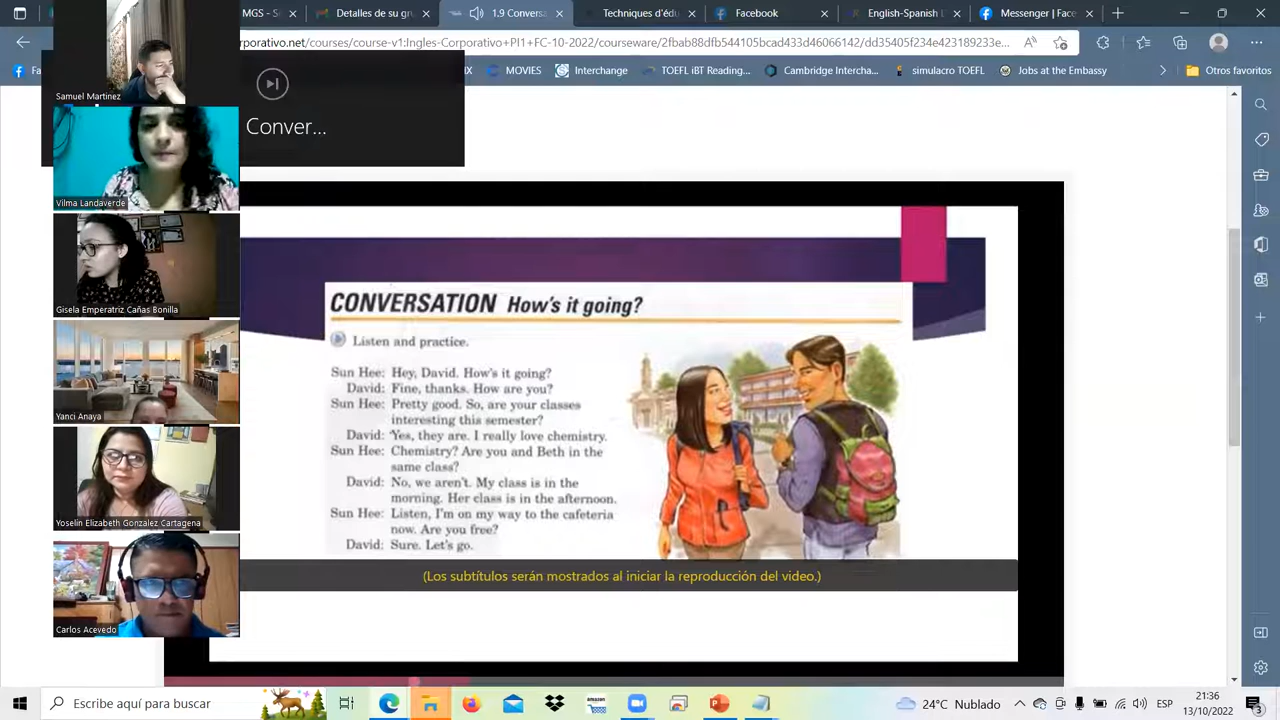 MGS - S
Detalles de su gr
1.9 Conversa
Techniques d'édu
Facebook
English-Spanish D
Messenger | Fac
rporativo.net/courses/course-v1:Ingles-Corporativo+PI1+FC-10-2022/courseware/2fbab88dfb544105bcad433d46066142/dd35405f234e423189233e...
Fa
MOVIES
Interchange
TOEFL iBT Reading...
Cambridge Intercha...
simulacro TOEFL
Jobs at the Embassy
Otros favoritos
Conver...
Samuel Martinez
Vilma Landaverde
Gisela Emperatriz Cañas Bonilla
Yanci Anaya
Yoselín Elizabeth Gonzalez Cartagena
Carlos Acevedo
CONVERSATION How's it going?
Listen and practice.
Sun Hee: Hey, David. How's it going?
David: Fine, thanks. How are you?
Sun Hee: Pretty good. So, are your classes
interesting this semester?
David: Yes, they are. I really love chemistry.
Sun Hee: Chemistry? Are you and Beth in the
same class?
David: No, we aren't. My class is in the
morning. Her class is in the afternoon.
Sun Hee: Listen, I'm on my way to the cafeteria
now. Are you free?
David: Sure. Let's go.
(Los subtítulos serán mostrados al iniciar la reproducción del video.)
Escribe aquí para buscar
amazon
24°C Nublado
ESP
21:36
13/10/2022
3